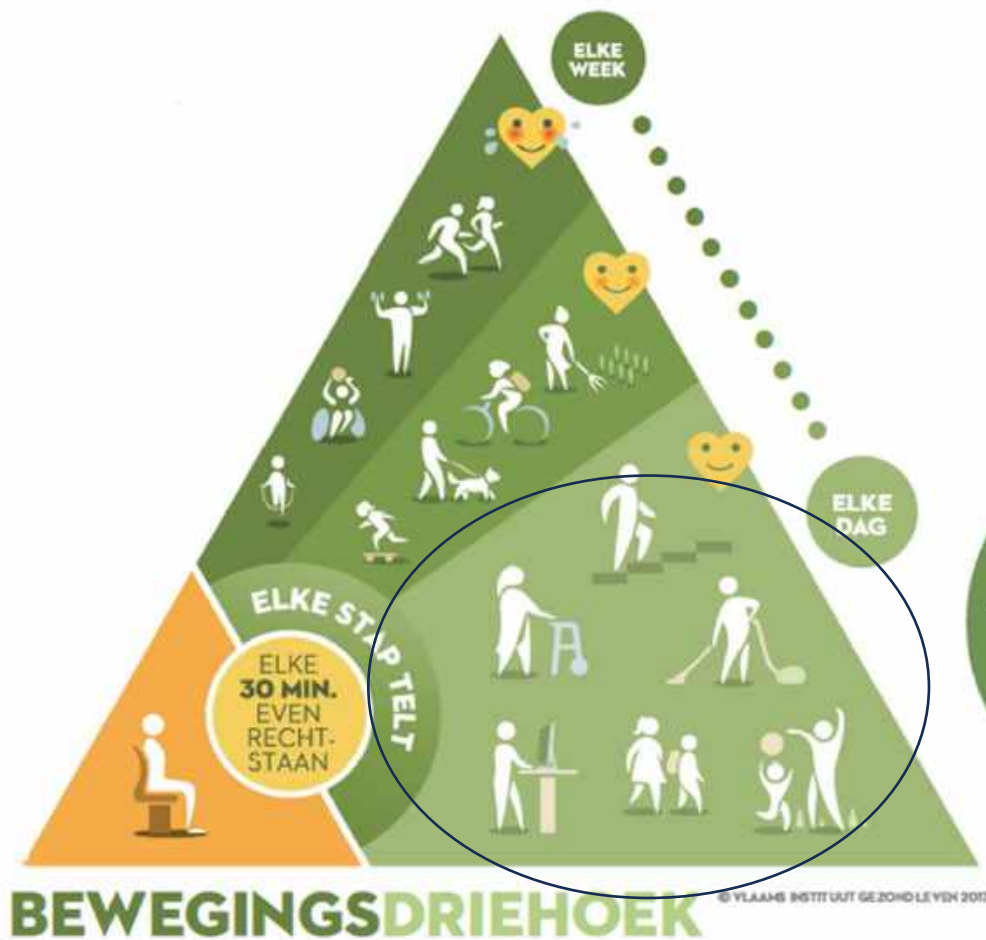 ELKE
WEEK
ELKE
DAG
ELKE STAP TELT
ELKE
30 MIN.
EVEN
RECHT-
STAAN
BEWEGINGSDRIEHOEK
© VLAAMS INSTITUUT GEZOND LEVEN 2017